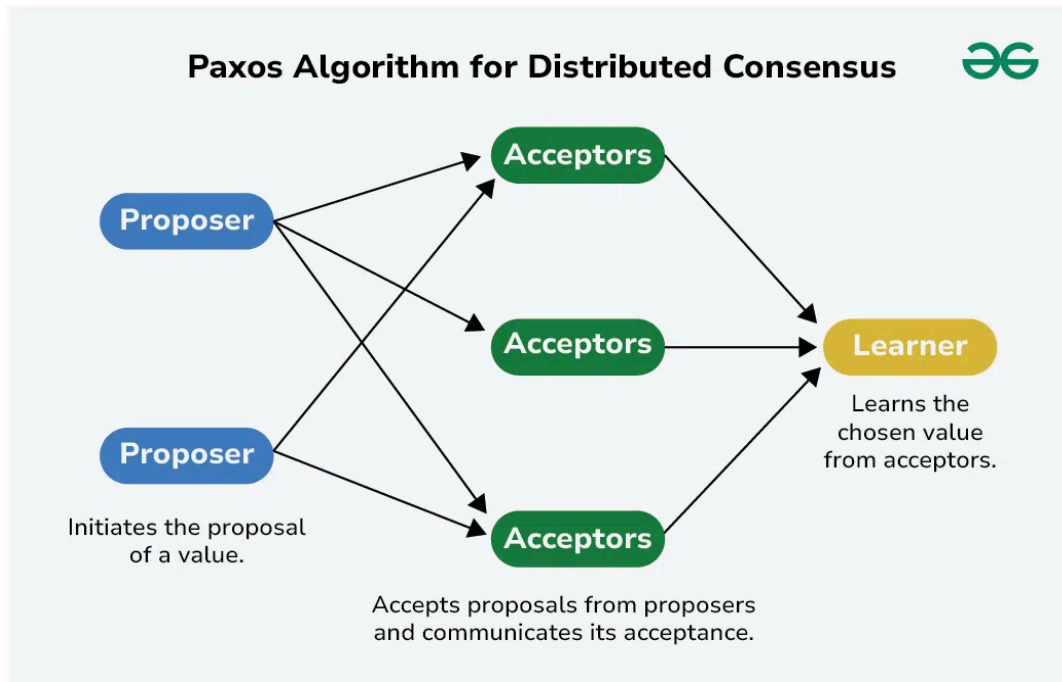 Paxos Algorithm for Distributed Consensus
Proposer
Acceptors
Acceptors
Learner
Learns the
chosen value
from acceptors.
Proposer
Initiates the proposal
of a value.
Acceptors
Accepts proposals from proposers
and communicates its acceptance.